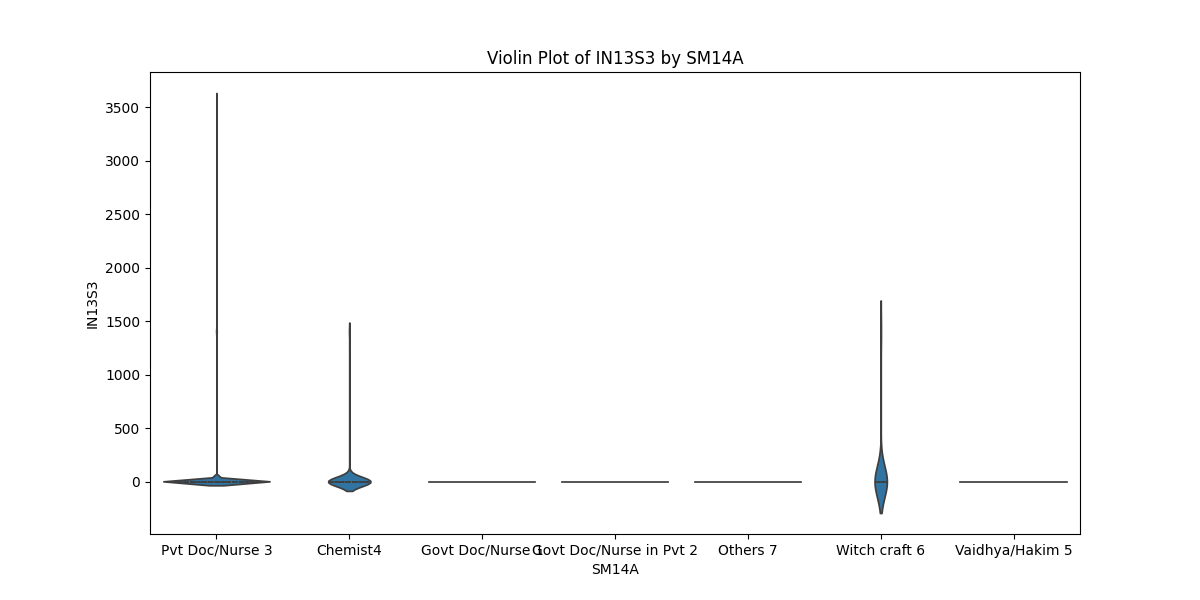 Violin Plot of IN13S3 by SM14A
3500
3000
2500
2000
1500
1000
500
0
IN13S3
Pvt Doc/Nurse 3
Chemist4
Govt Doc/Nurse 1
Govt Doc/Nurse in Pvt 2
Others 7
Witch craft 6
Vaidhya/Hakim 5
SM14A